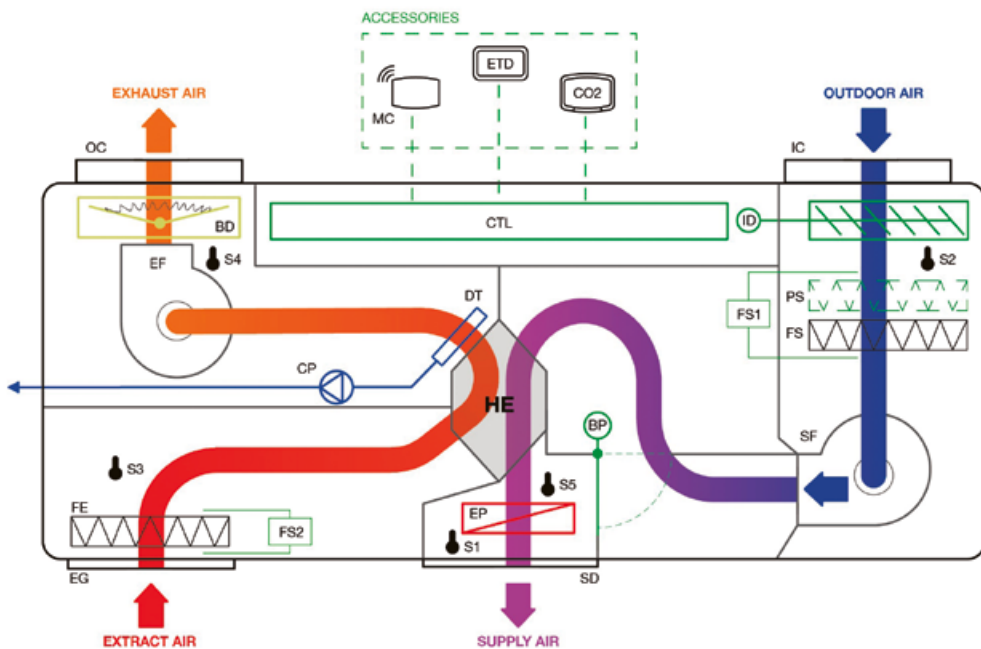 ACCESSORIES
ETD
MC
CO2
EXHAUST AIR
OUTDOOR AIR
OC
IC
BD
CTL
ID
EF
S4
S2
DT
PS
FS1
FS
CP
HE
BP
SF
S3
S5
FE
EP
FS2
S1
EG
SD
EXTRACT AIR
SUPPLY AIR